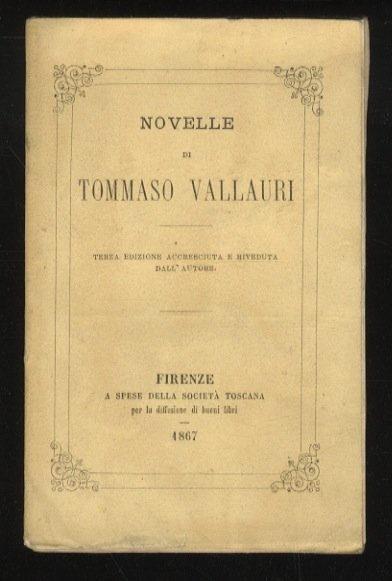 NOVELLE
DI
TOMMASO VALLAURI
TERZA EDIZIONE ACCRESCIUTA E RIVEDUTA
DALL'AUTORE.
FIRENZE
A SPESE DELLA SOCIETÀ TOSCANA
per la diffusione di buoni libri
1867